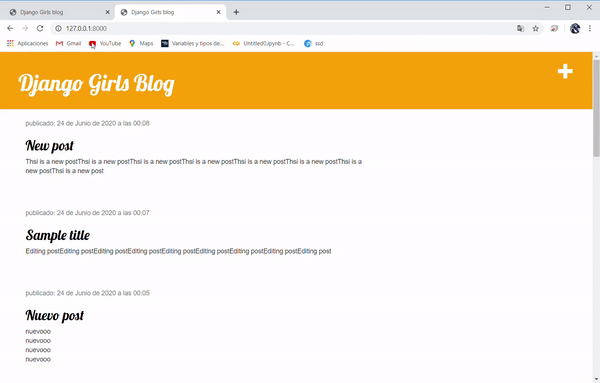 Django Girls blog
Django Girls blog
127.0.0.1:8000
Aplicaciones
Gmail
YouTube
Maps
Variables y tipos de...
Untitled0.ipynb - C...
ssd
Django Girls Blog
publicado: 24 de Junio de 2020 a las 00:08
New post
Thsi is a new postThsi is a new postThsi is a new postThsi is a new postThsi is a new postThsi is a new postThsi is a
new postThsi is a new post
publicado: 24 de Junio de 2020 a las 00:07
Sample title
Editing postEditing postEditing postEditing postEditing postEditing postEditing postEditing postEditing post
publicado: 24 de Junio de 2020 a las 00:05
Nuevo post
nuevooo
nuevooo
nuevooo
nuevooo